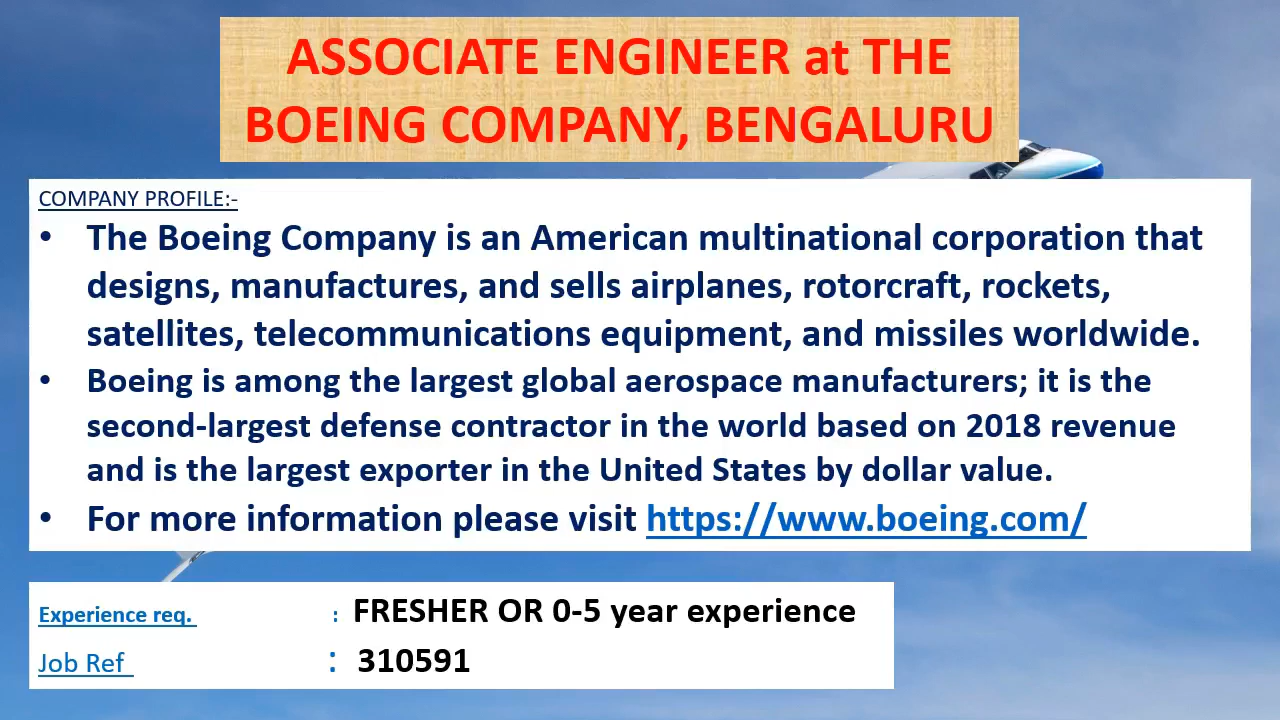 ASSOCIATE ENGINEER at THE
BOEING COMPANY, BENGALURU
COMPANY PROFILE:-
• The Boeing Company is an American multinational corporation that
designs, manufactures, and sells airplanes, rotorcraft, rockets,
satellites, telecommunications equipment, and missiles worldwide.
• Boeing is among the largest global aerospace manufacturers; it is the
second-largest defense contractor in the world based on 2018 revenue
and is the largest exporter in the United States by dollar value.
• For more information please visit https://www.boeing.com/
Experience req. : FRESHER OR 0-5 year experience
Job Ref : 310591